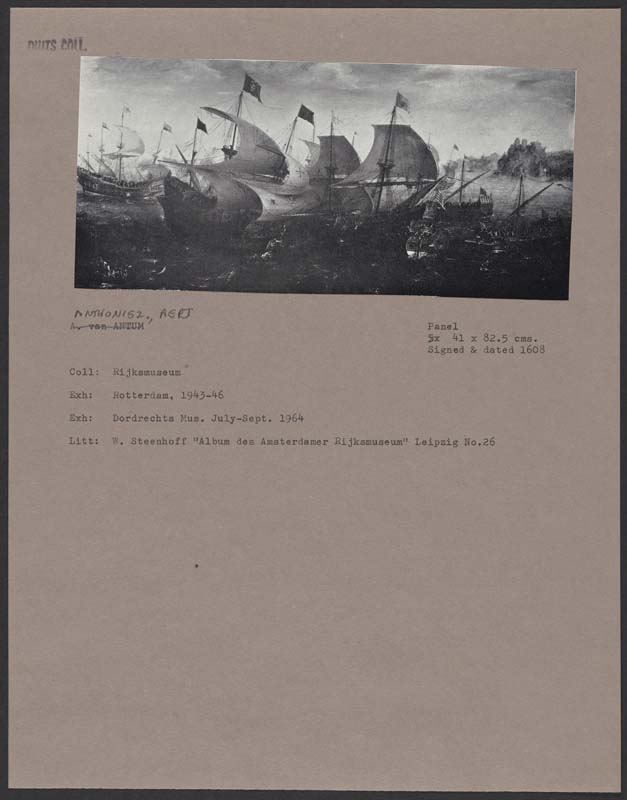 DUITS COLL.
ANTHONISZ., AERT
A. van ANTUM
Panel
5x 41 x 82.5 cms.
Signed & dated 1608
Coll: Rijksmuseum
Exh: Rotterdam, 1943-46
Exh: Dordrechts Mus. July-Sept. 1964
Litt: W. Steenhoff "Album des Amsterdamer Rijksmuseum" Leipzig No.26